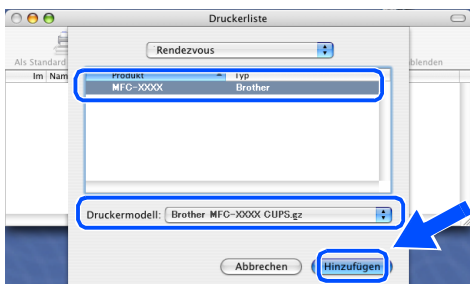 Druckerliste
Rendezvous
Als Standard
blenden
Im Nam
Produkt Typ
MFC-XXXX Brother
Druckermodell: Brother MFC-XXXX CUPS.gz
Abbrechen Hinzufügen